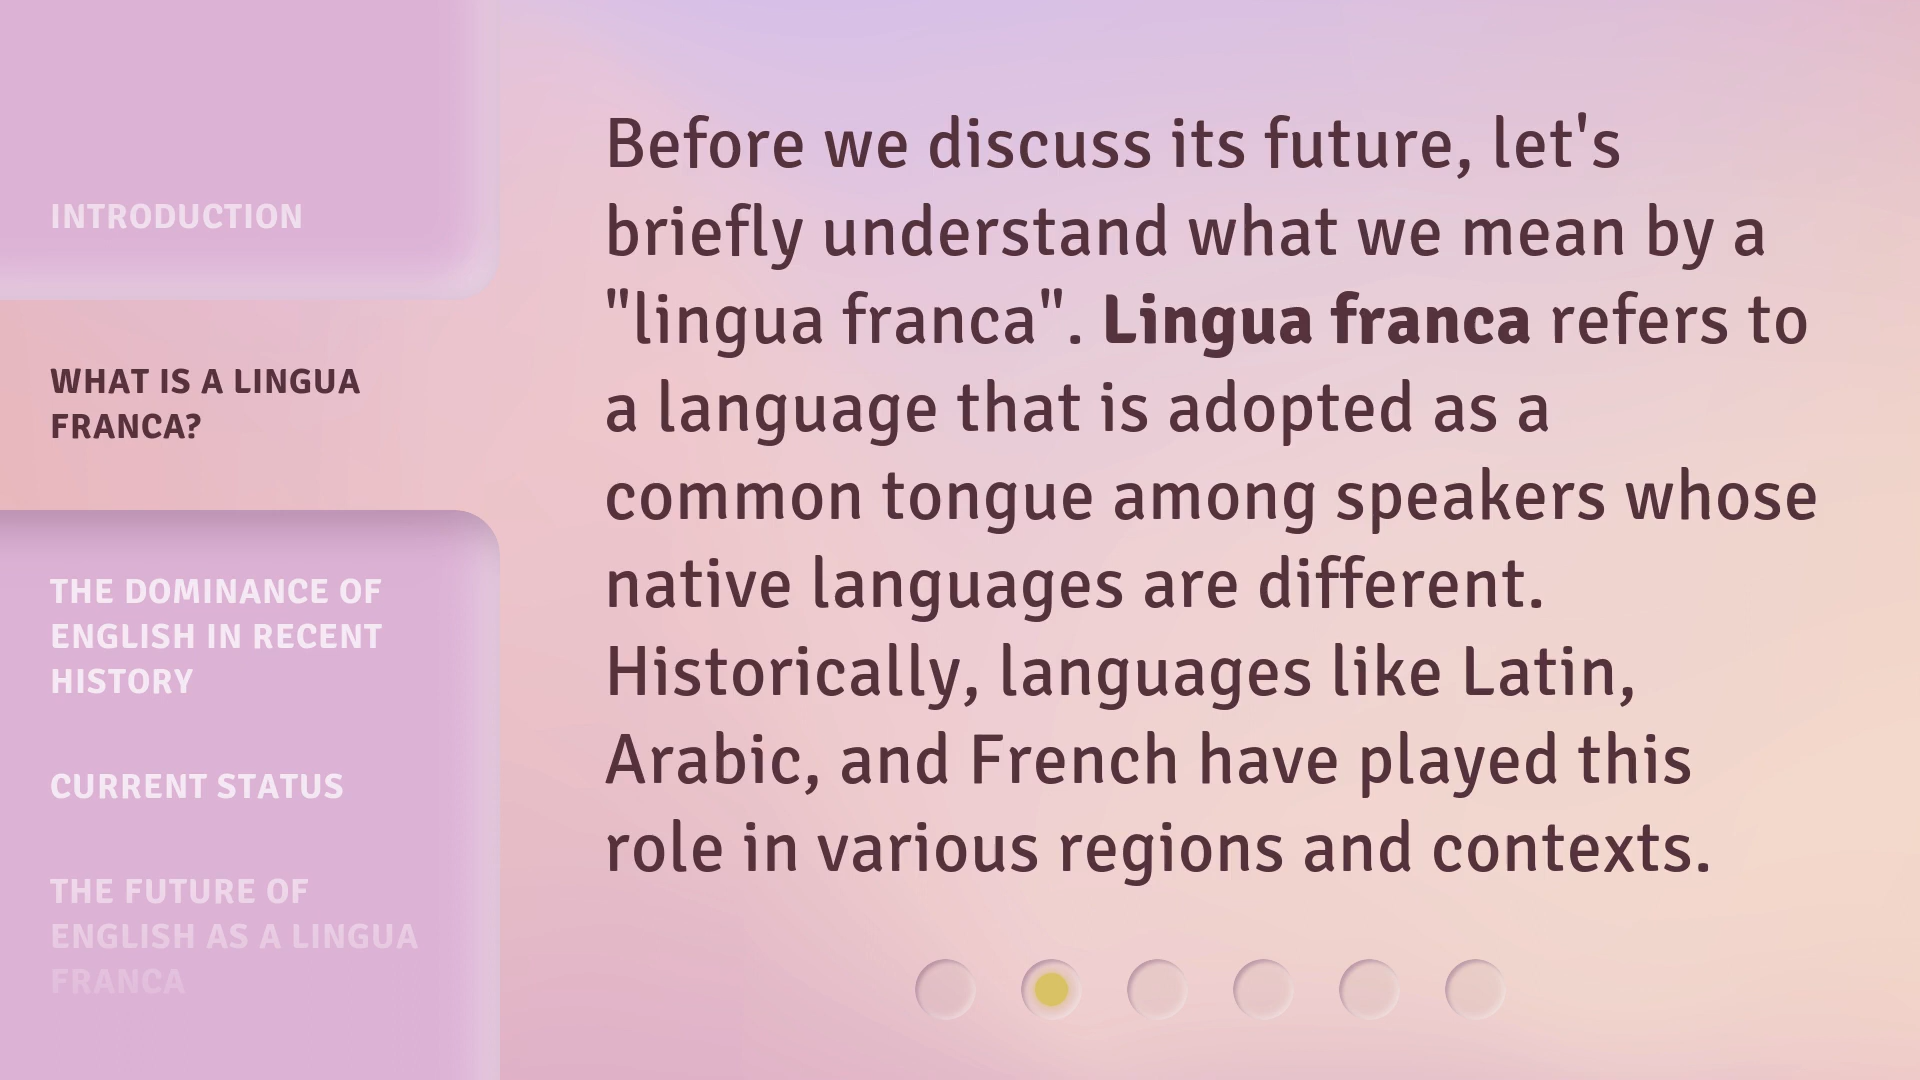 INTRODUCTION
WHAT IS A LINGUA
FRANCA?
THE DOMINANCE OF
ENGLISH IN RECENT
HISTORY
CURRENT STATUS
THE FUTURE OF
ENGLISH AS A LINGUA
FRANCA
Before we discuss its future, let's
briefly understand what we mean by a
"lingua franca". Lingua franca refers to
a language that is adopted as a
common tongue among speakers whose
native languages are different.
Historically, languages like Latin,
Arabic, and French have played this
role in various regions and contexts.